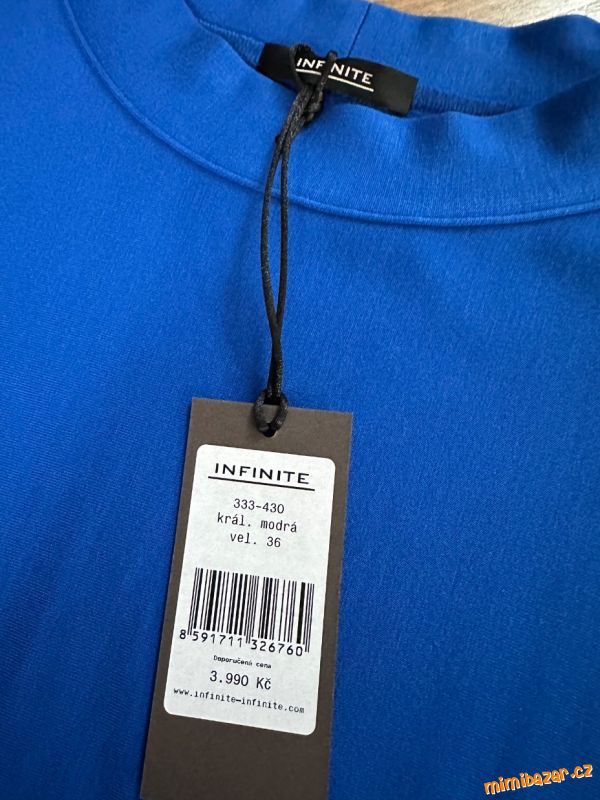 INFINITE
INFINITE
333-430
král. modrá
vel. 36
8 591711 326760
Doporučená cena
3.990 Kč
www.infinite-infinite.com
mimibazar.cz